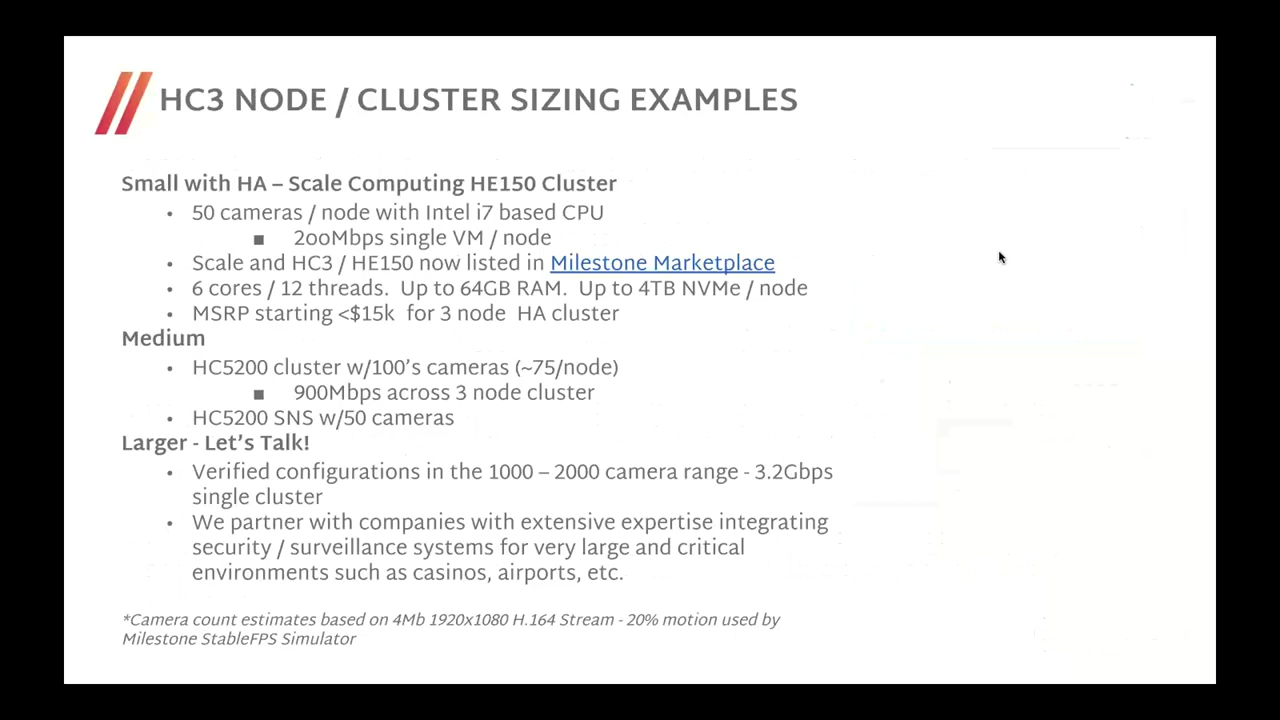 HC3 NODE / CLUSTER SIZING EXAMPLES
Small with HA – Scale Computing HE150 Cluster
• 50 cameras / node with Intel i7 based CPU
■ 2ooMbps single VM / node
• Scale and HC3 / HE150 now listed in Milestone Marketplace
• 6 cores / 12 threads. Up to 64GB RAM. Up to 4TB NVMe / node
• MSRP starting <$15k for 3 node HA cluster
Medium
• HC5200 cluster w/100’s cameras (~75/node)
■ 900Mbps across 3 node cluster
• HC5200 SNS w/50 cameras
Larger - Let’s Talk!
• Verified configurations in the 1000 – 2000 camera range - 3.2Gbps
single cluster
• We partner with companies with extensive expertise integrating
security / surveillance systems for very large and critical
environments such as casinos, airports, etc.
*Camera count estimates based on 4Mb 1920x1080 H.164 Stream - 20% motion used by
Milestone StableFPS Simulator